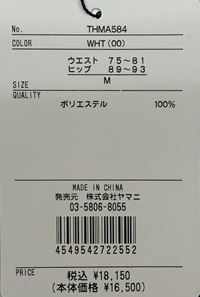 No. THMA584
COLOR WHT(00)
ウエスト 75～81
ヒップ 89～93
SIZE M
QUALITY
ポリエステル 100%
MADE IN CHINA
発売元 株式会社ヤマニ
03-5806-8055
4549542722552
PRICE 税込 ¥18,150
(本体価格 ¥16,500)